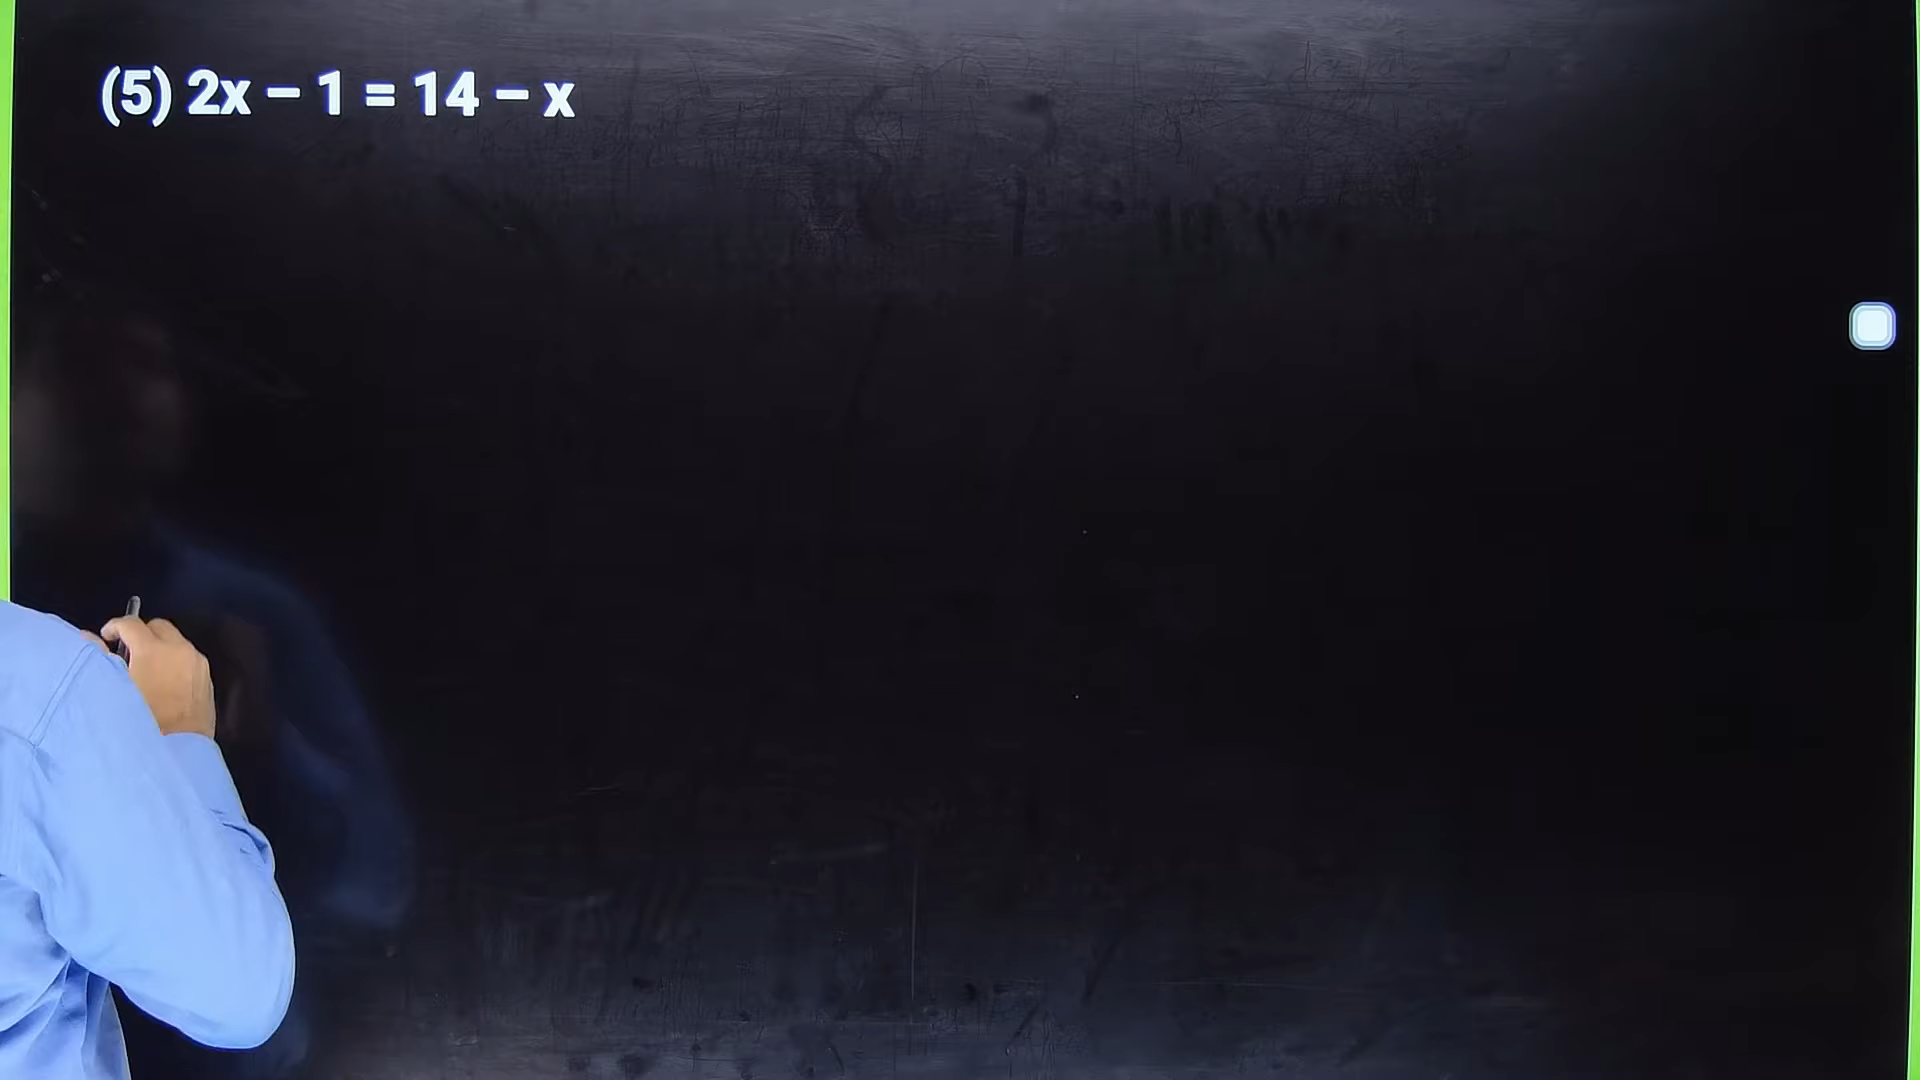 (5) 2x – 1 = 14 – x